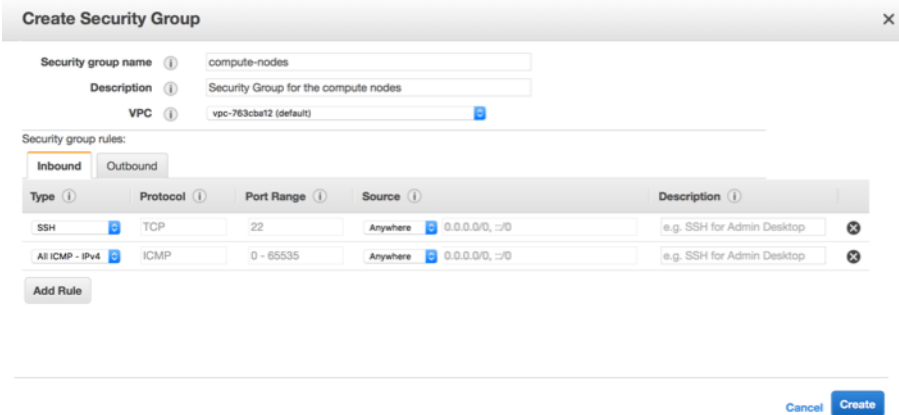 Create Security Group
Security group name compute-nodes
Description Security Group for the compute nodes
VPC vpc-763cba12 (default)
Security group rules:
Inbound Outbound
Type Protocol Port Range Source Description
SSH TCP 22 Anywhere 0.0.0.0/0, ::/0 e.g. SSH for Admin Desktop
All ICMP - IPv4 ICMP 0 - 65535 Anywhere 0.0.0.0/0, ::/0 e.g. SSH for Admin Desktop
Add Rule
Cancel Create